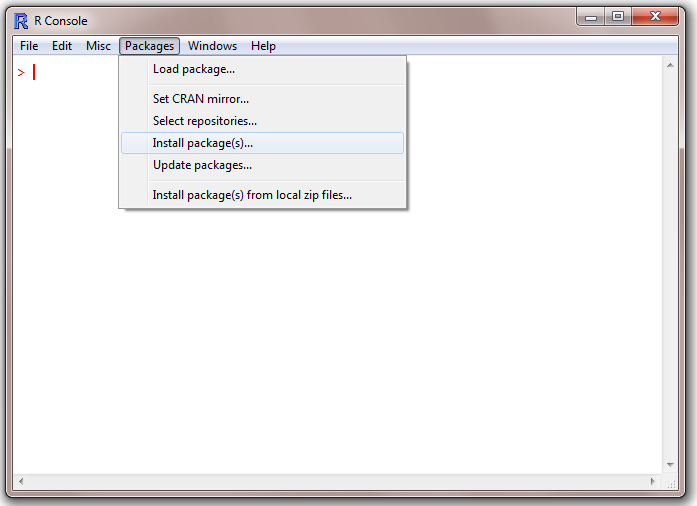 R Console
File Edit Misc Packages Windows Help
>
Load package...
Set CRAN mirror...
Select repositories...
Install package(s)...
Update packages...
Install package(s) from local zip files...